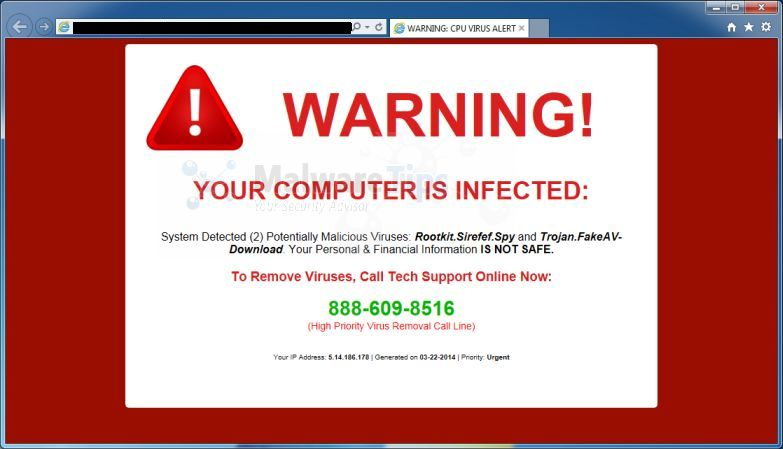 WARNING: CPU VIRUS ALERT
WARNING!
Malware Tips
Your Security Advisor
YOUR COMPUTER IS INFECTED:
System Detected (2) Potentially Malicious Viruses: Rootkit.Sirefef.Spy and Trojan.FakeAV-
Download. Your Personal & Financial Information IS NOT SAFE.
To Remove Viruses, Call Tech Support Online Now:
888-609-8516
(High Priority Virus Removal Call Line)
Your IP Address: 5.14.186.178 | Generated on 03-22-2014 | Priority: Urgent